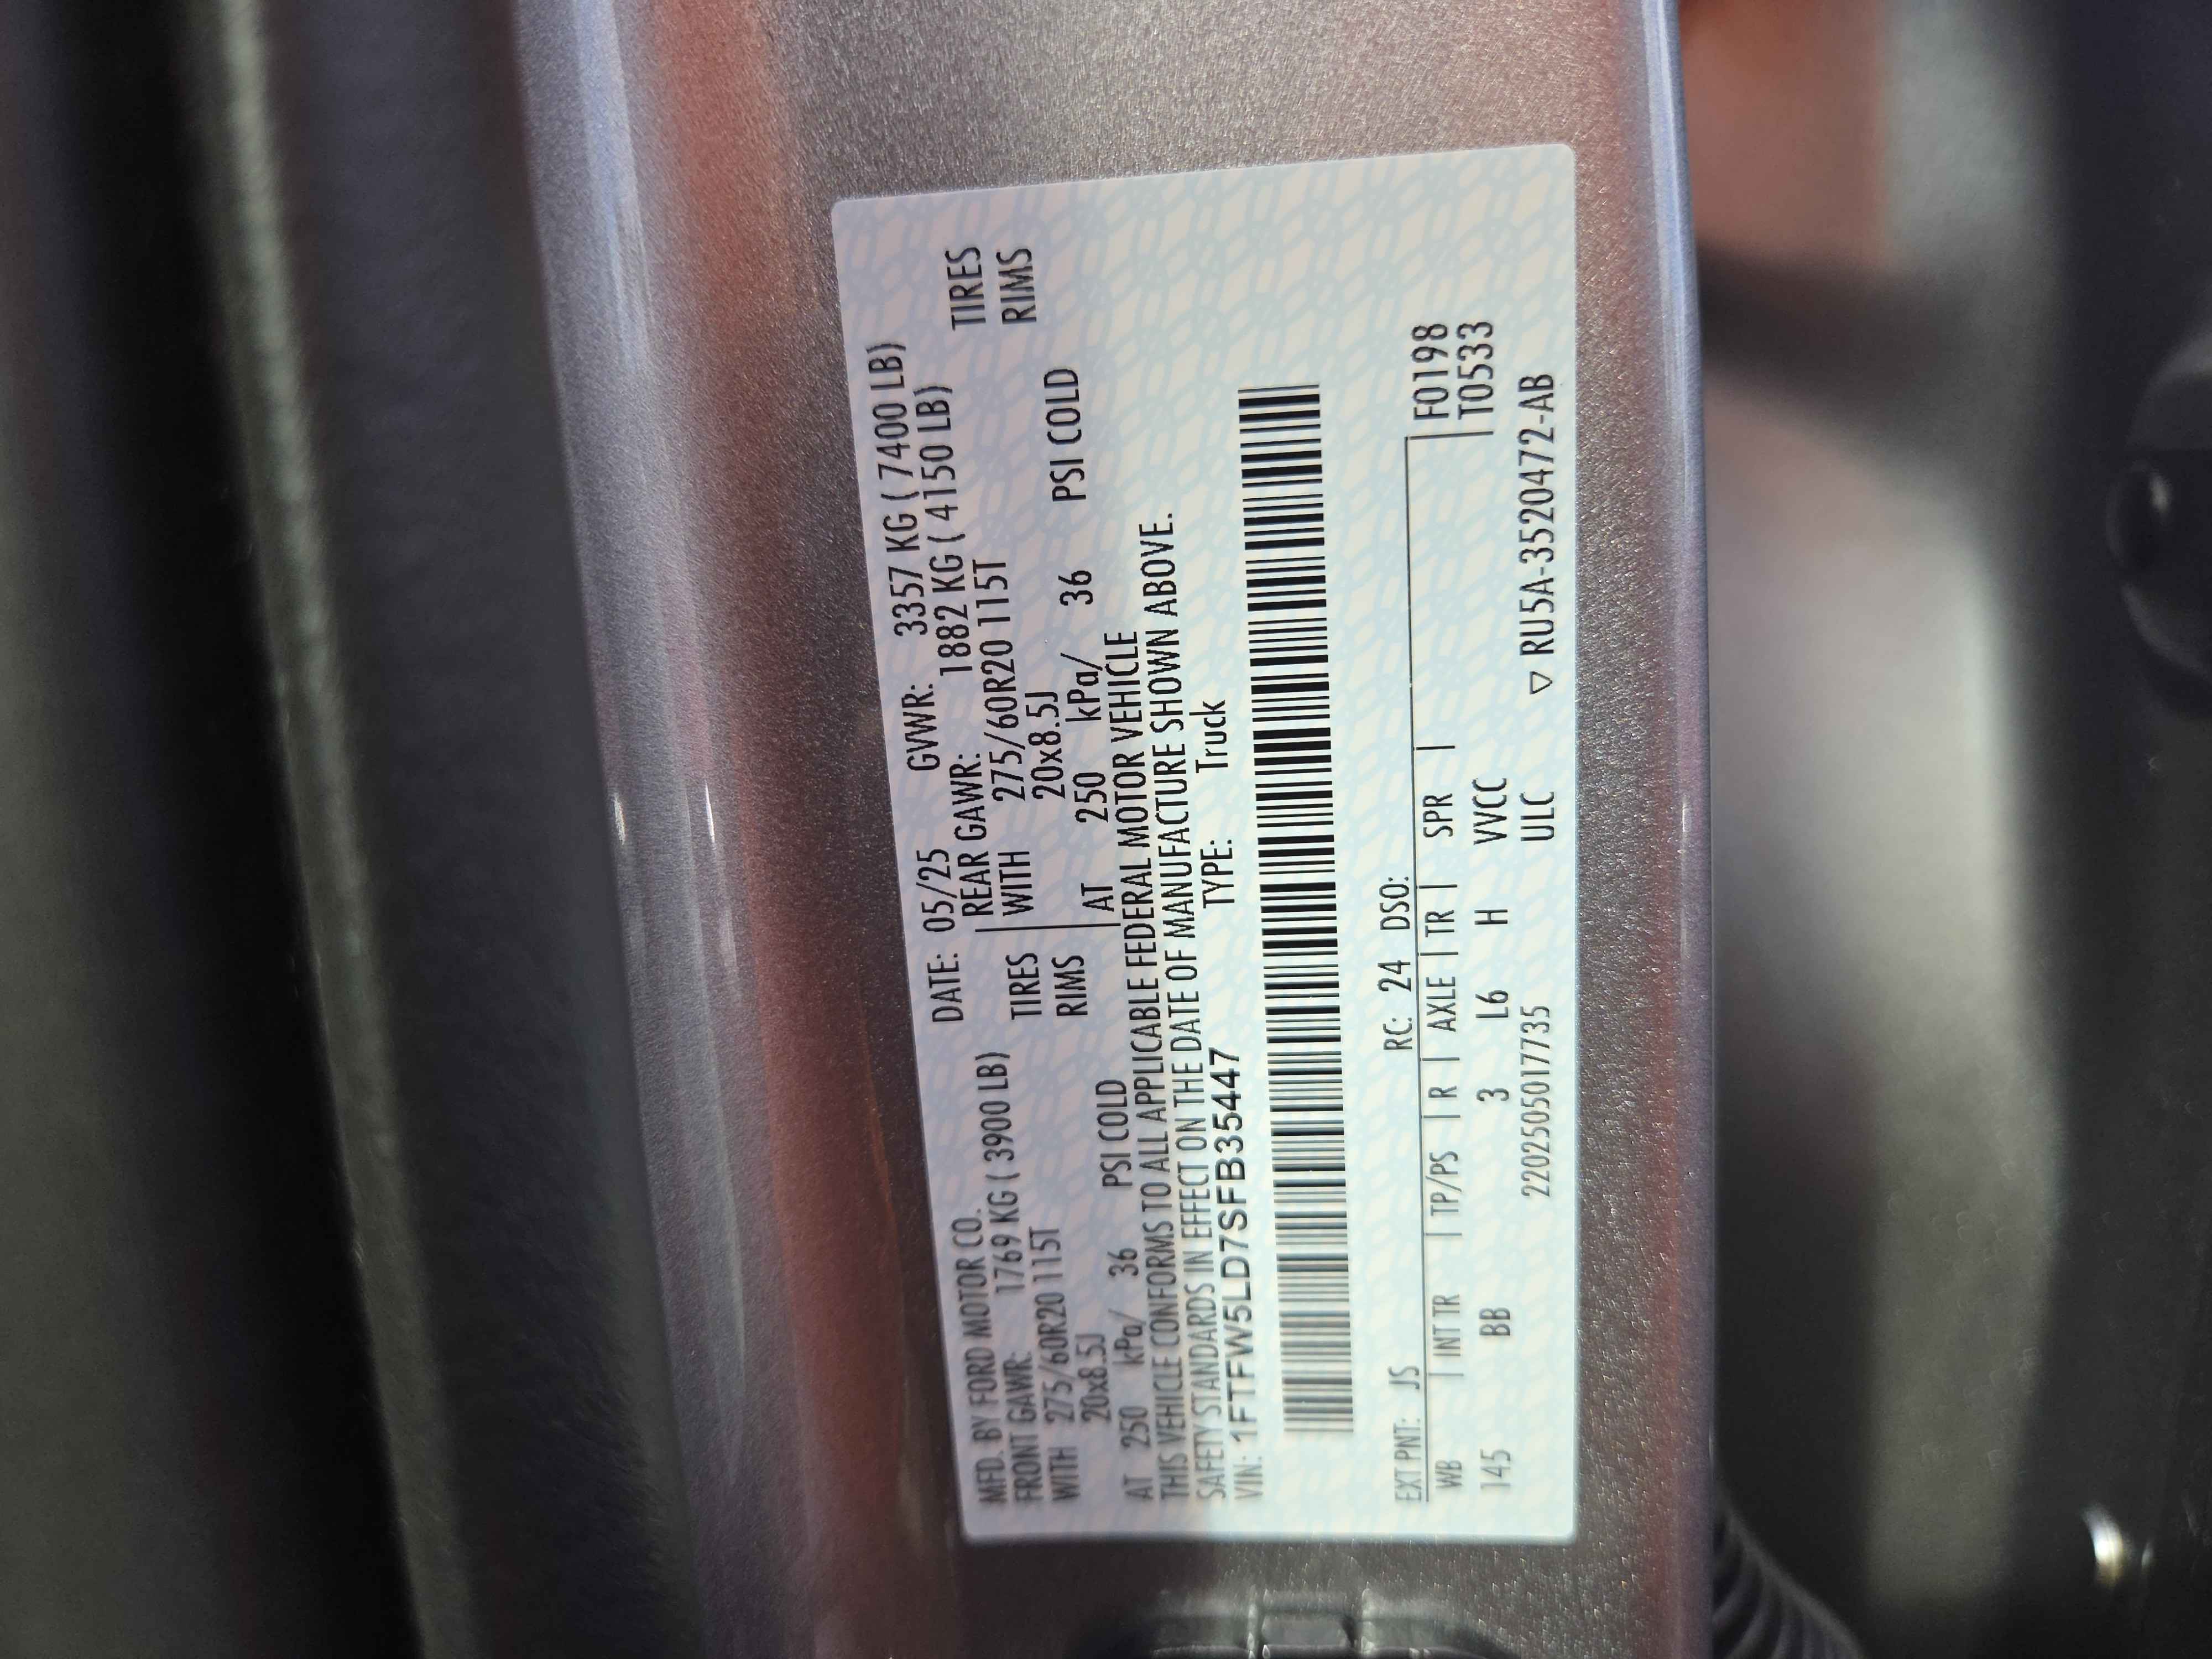 MFD. BY FORD MOTOR CO. DATE: 05/25 GVWR: 3357 KG ( 7400 LB)
FRONT GAWR: 1769 KG ( 3900 LB) REAR GAWR: 1882 KG ( 4150 LB)
WITH 275/60R20 115T TIRES WITH 275/60R20 115T TIRES
20x8.5J RIMS 20x8.5J RIMS
AT 250 kPa/ 36 PSI COLD AT 250 kPa/ 36 PSI COLD
THIS VEHICLE CONFORMS TO ALL APPLICABLE FEDERAL MOTOR VEHICLE
SAFETY STANDARDS IN EFFECT ON THE DATE OF MANUFACTURE SHOWN ABOVE.
VIN: 1FTFW5LD7SFB35447 TYPE: Truck
EXT PNT: JS RC: 24 DSO:
WB | INT TR | TP/PS | R | AXLE | TR | SPR | F0198
145 BB 3 L6 H VVCC T0533
2202505017735 ULC ▽ RU5A-3520472-AB